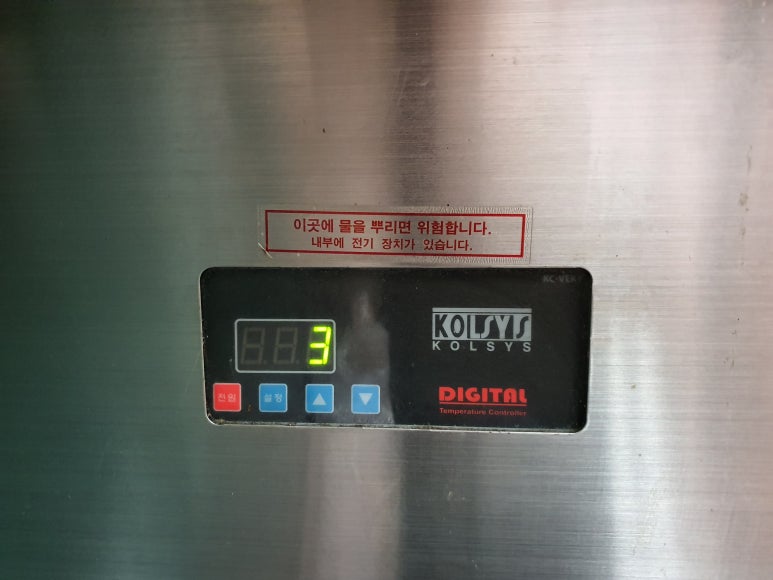 이곳에 물을 뿌리면 위험합니다.
내부에 전기 장치가 있습니다.
3
KOLSYS
KOLSYS
전원 설정
DIGITAL
Temperature Controller